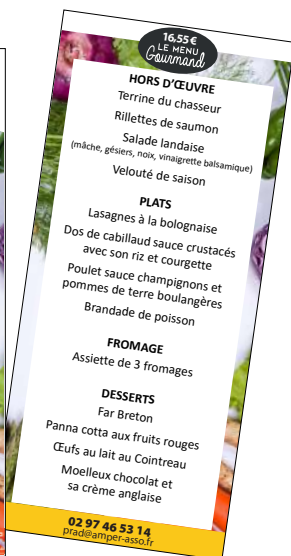 16,55 €
LE MENU
Gourmand
HORS D'ŒUVRE
Terrine du chasseur
Rillettes de saumon
Salade landaise
(mâche, gésiers, noix, vinaigrette balsamique)
Velouté de saison
PLATS
Lasagnes à la bolognaise
Dos de cabillaud sauce crustacés
avec son riz et courgette
Poulet sauce champignons et
pommes de terre boulangères
Brandade de poisson
FROMAGE
Assiette de 3 fromages
DESSERTS
Far Breton
Panna cotta aux fruits rouges
Œufs au lait au Cointreau
Moelleux chocolat et
sa crème anglaise
02 97 46 53 14
prad@amper-asso.fr